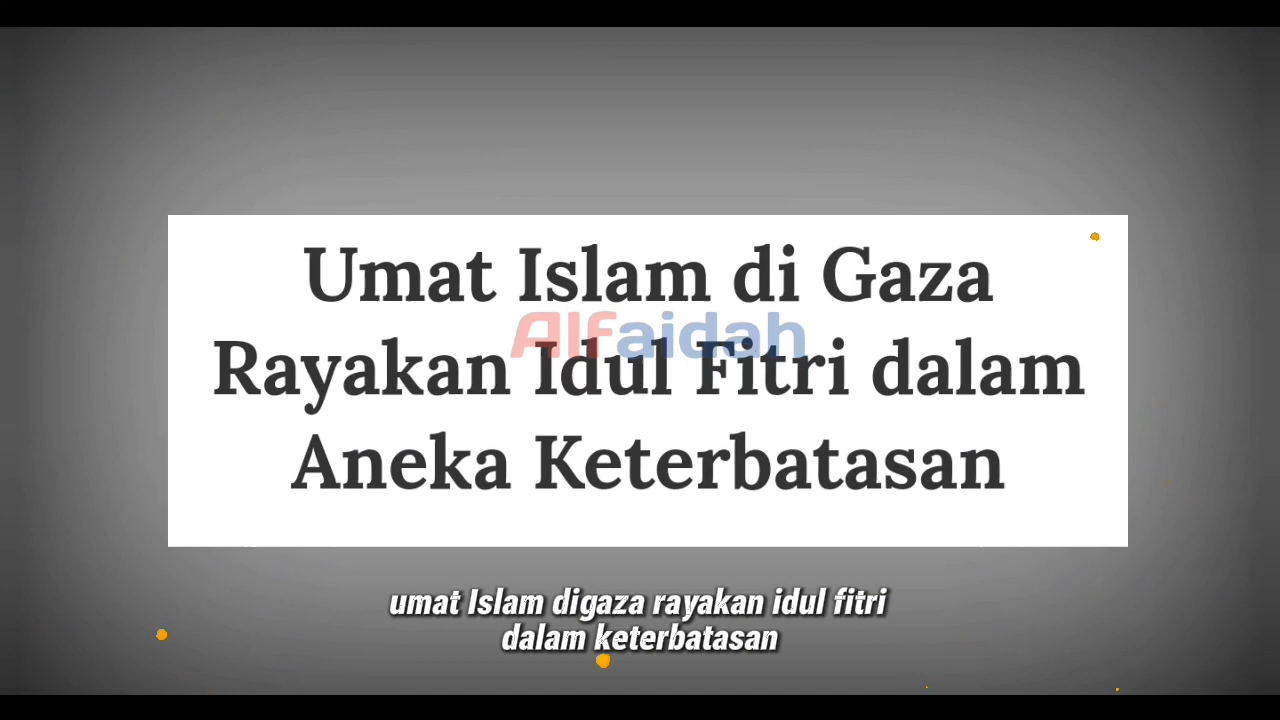 Umat Islam di Gaza
Alfaidah
Rayakan Idul Fitri dalam
Aneka Keterbatasan
umat Islam digaza rayakan idul fitri
dalam keterbatasan